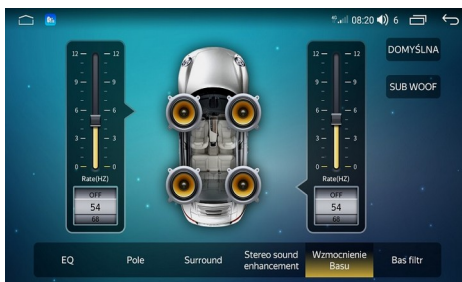 08:20 6
DOMYŚLNA
SUB WOOF
12 12
9 9
6 6
3 3
0 0
Rate(HZ)
OFF
54
68
12 12
9 9
6 6
3 3
0 0
Rate(HZ)
OFF
54
68
EQ
Pole
Surround
Stereo sound
enhancement
Wzmocnienie
Basu
Bas filtr